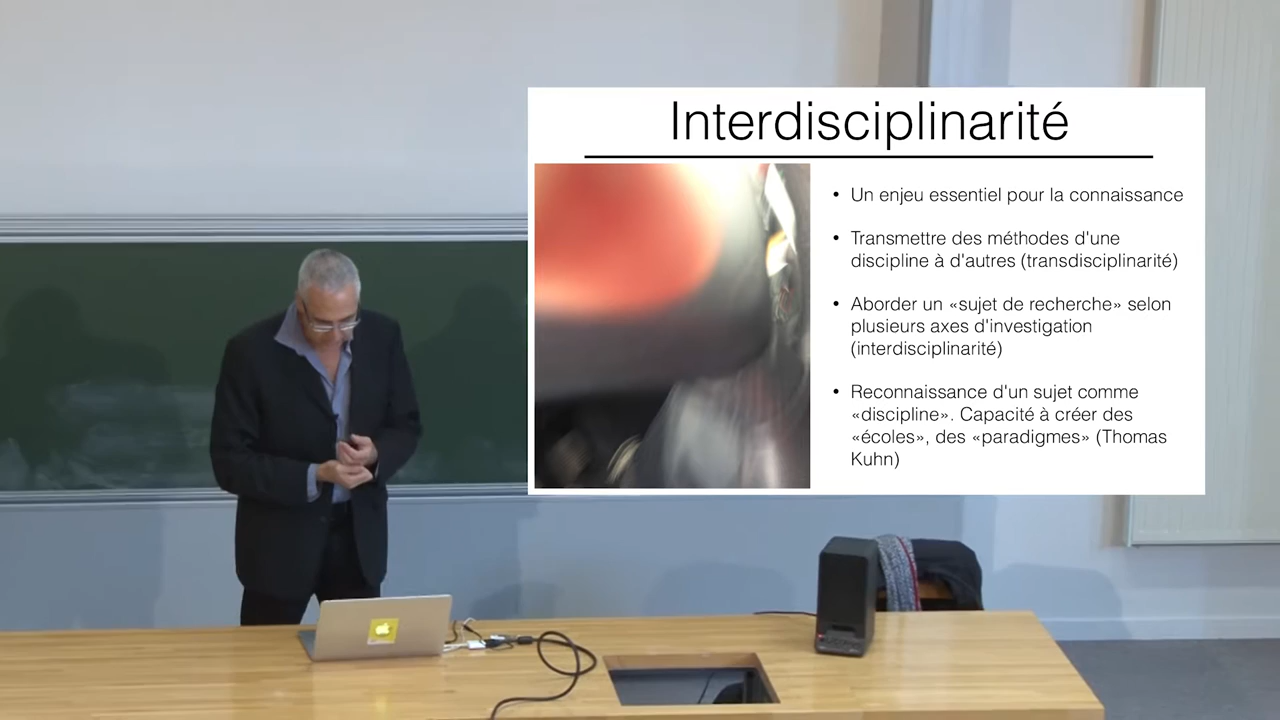 Interdisciplinarité
• Un enjeu essentiel pour la connaissance
• Transmettre des méthodes d'une
discipline à d'autres (transdisciplinarité)
• Aborder un «sujet de recherche» selon
plusieurs axes d'investigation
(interdisciplinarité)
• Reconnaissance d'un sujet comme
«discipline». Capacité à créer des
«écoles», des «paradigmes» (Thomas
Kuhn)